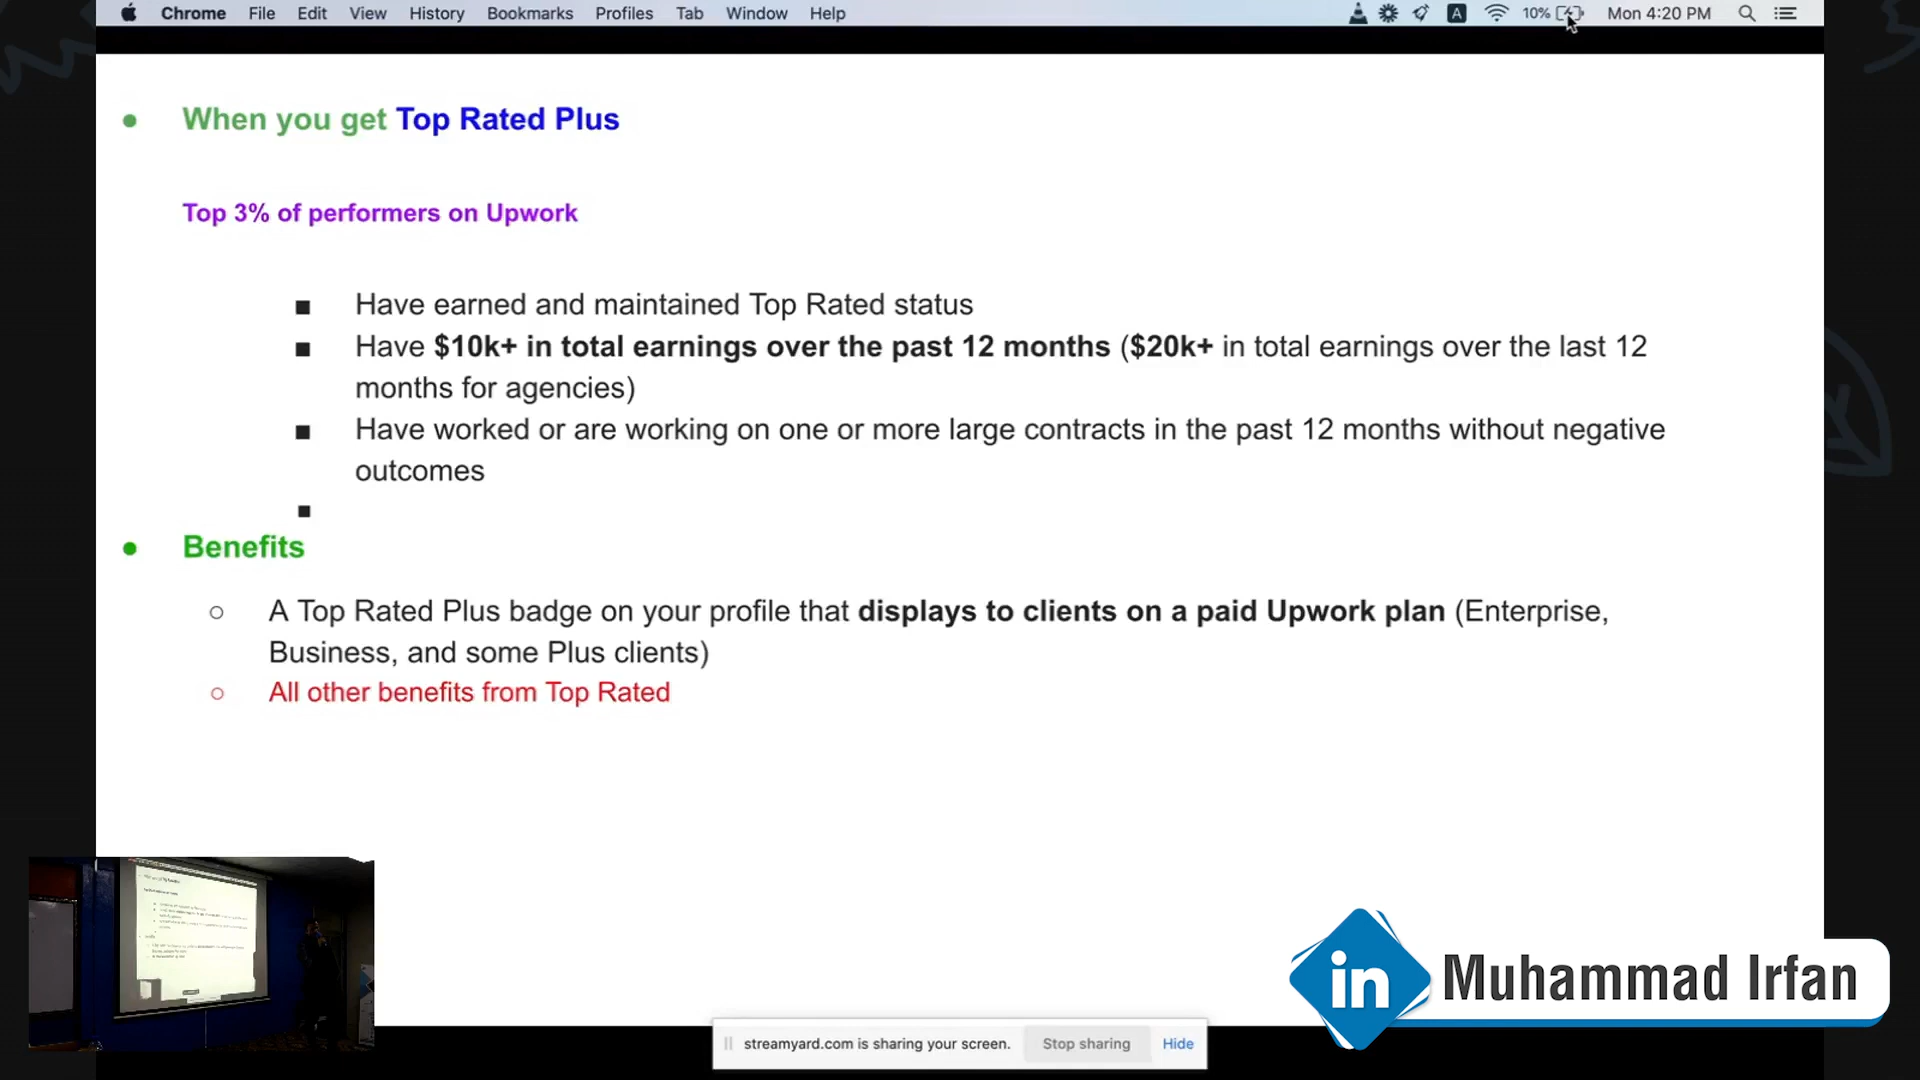 Chrome File Edit View History Bookmarks Profiles Tab Window Help A 10% Mon 4:20 PM
When you get Top Rated Plus
Top 3% of performers on Upwork
Have earned and maintained Top Rated status
Have $10k+ in total earnings over the past 12 months ($20k+ in total earnings over the last 12
months for agencies)
Have worked or are working on one or more large contracts in the past 12 months without negative
outcomes
Benefits
A Top Rated Plus badge on your profile that displays to clients on a paid Upwork plan (Enterprise,
Business, and some Plus clients)
All other benefits from Top Rated
in Muhammad Irfan
streamyard.com is sharing your screen. Stop sharing Hide